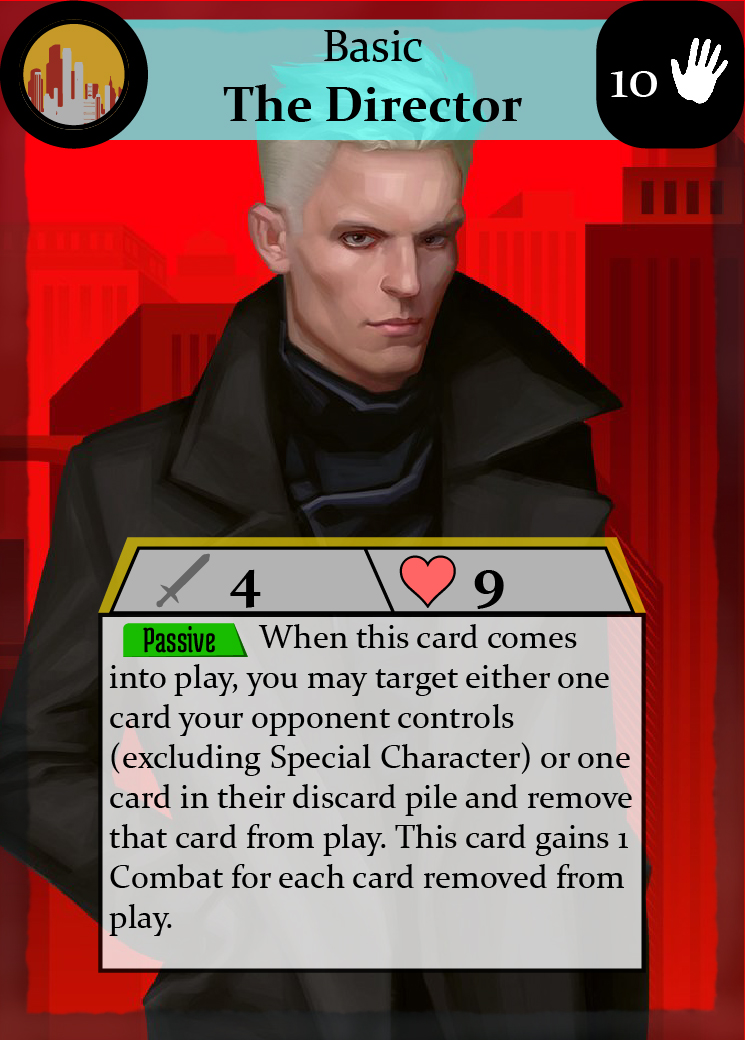 Basic
The Director
10
4
9
Passive When this card comes
into play, you may target either one
card your opponent controls
(excluding Special Character) or one
card in their discard pile and remove
that card from play. This card gains 1
Combat for each card removed from
play.